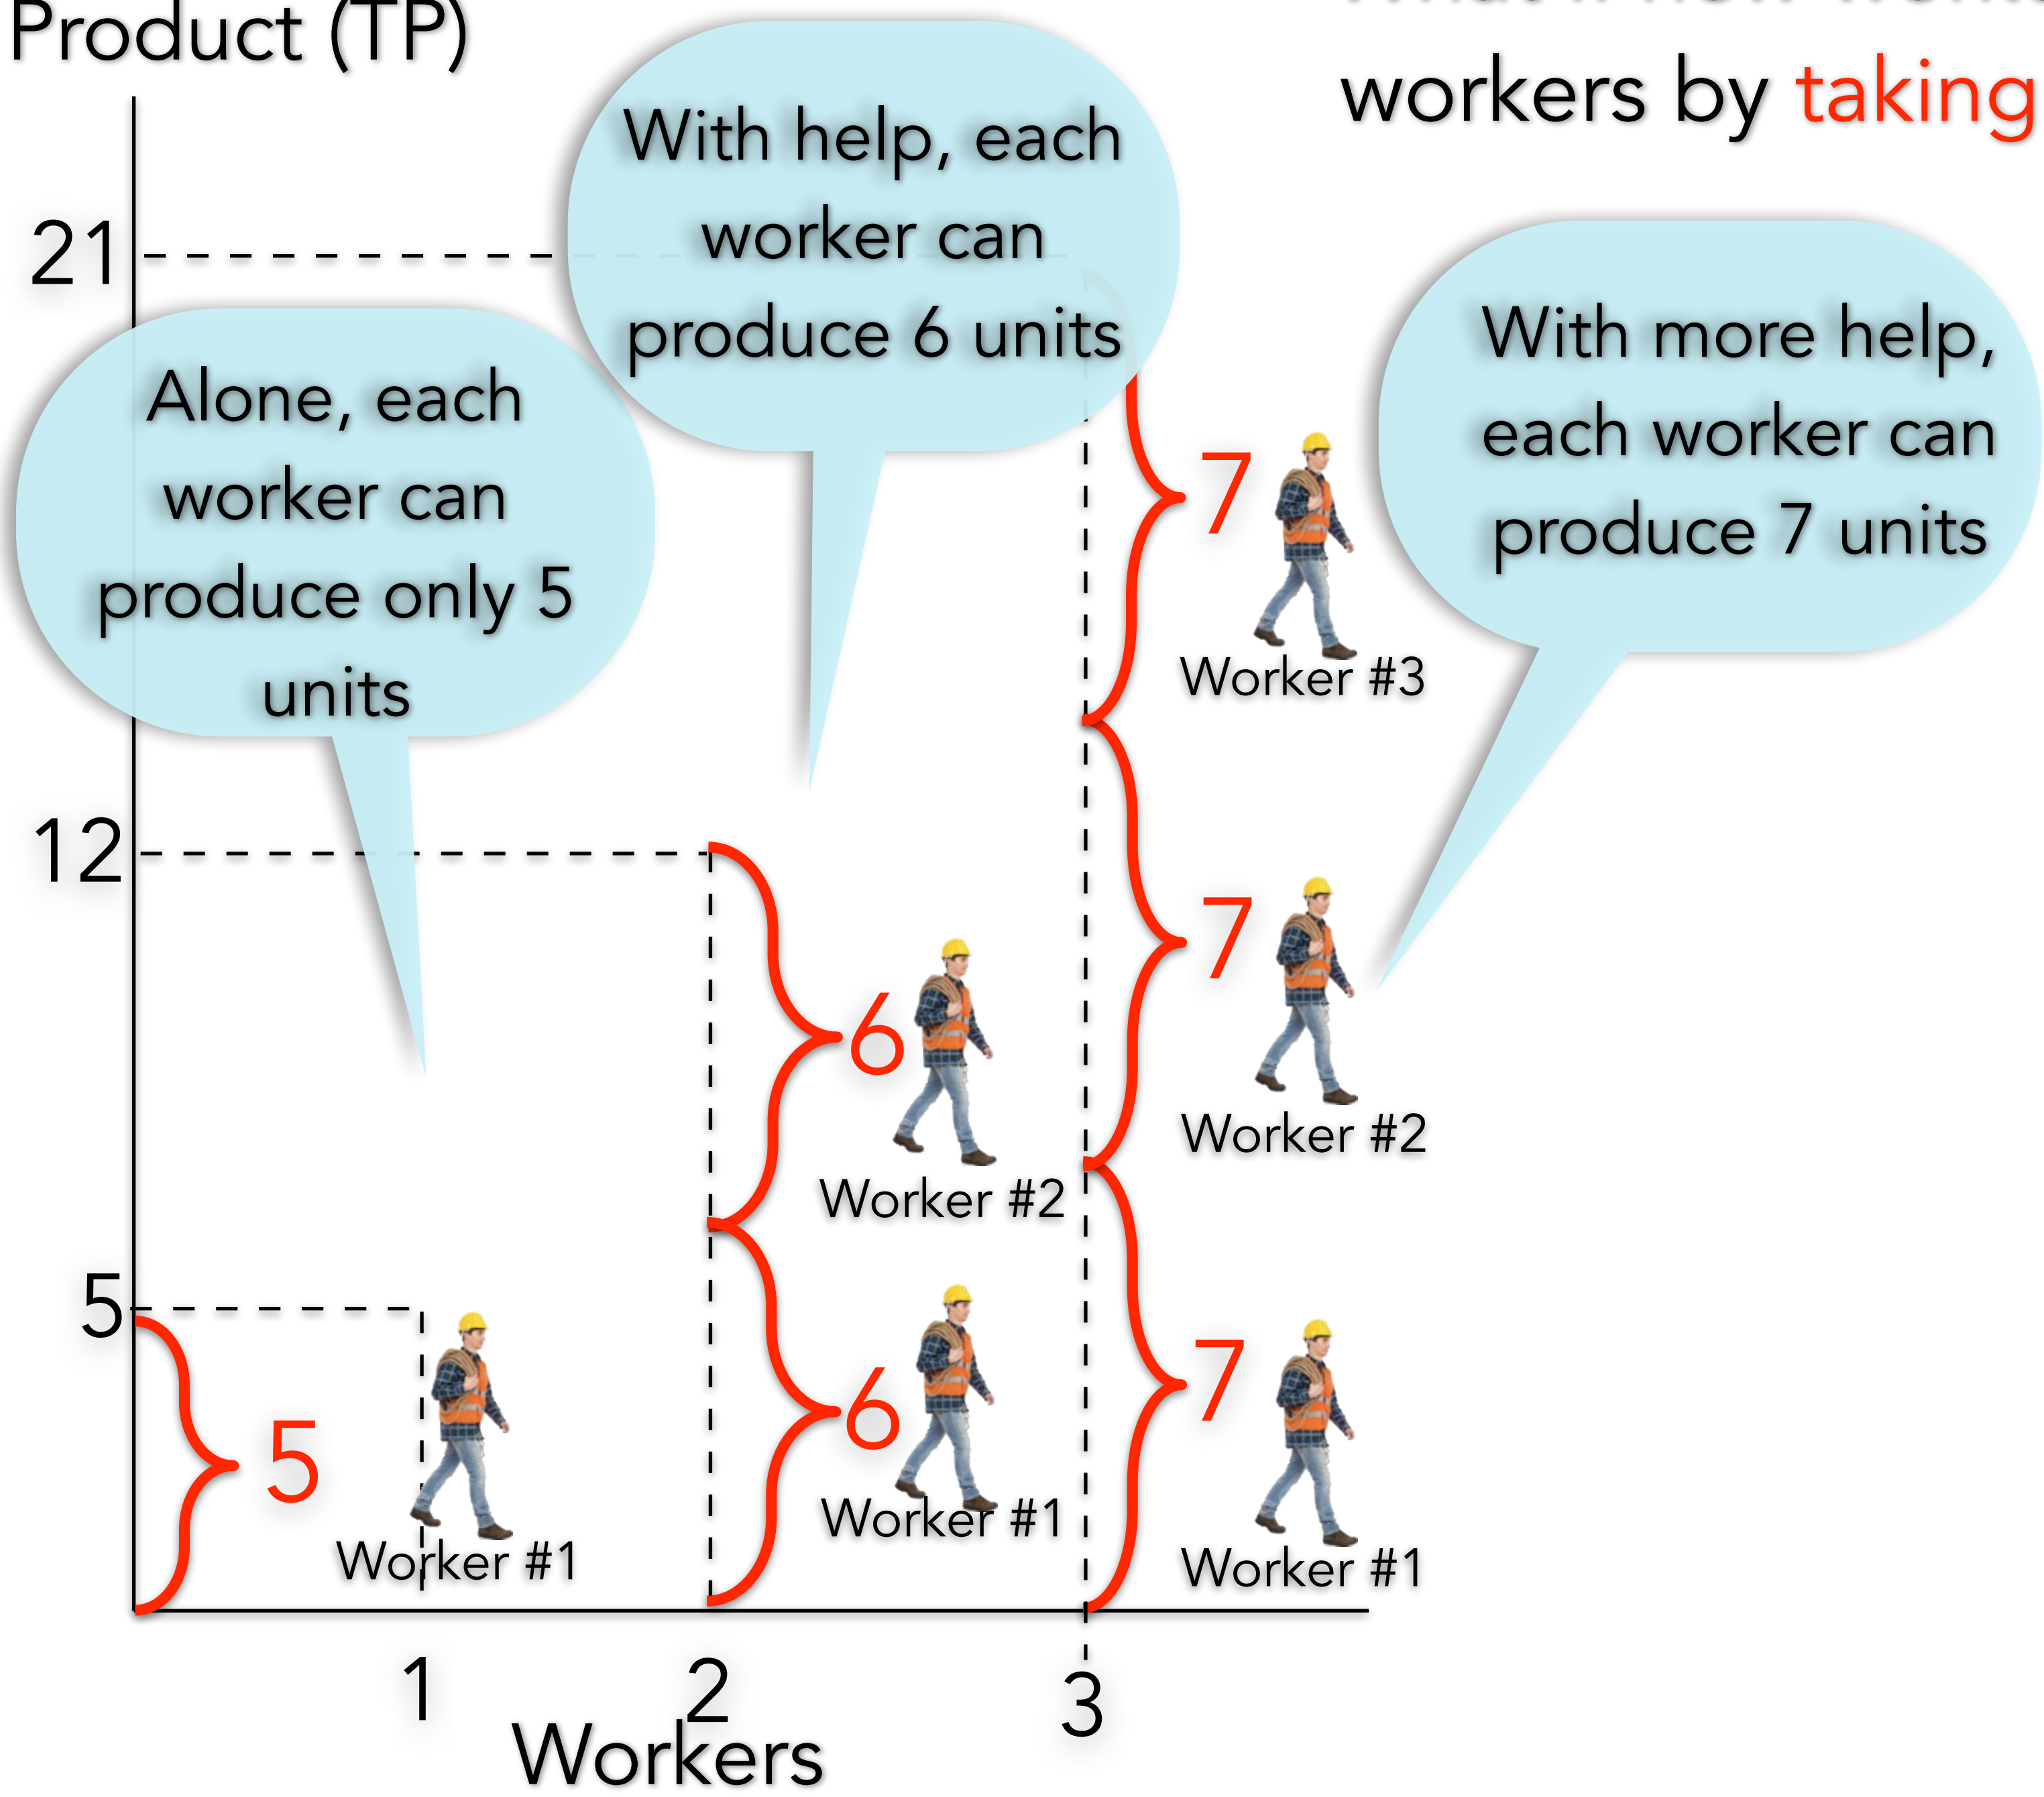 Product (TP)
workers by taking
With help, each
worker can
produce 6 units
21
Alone, each
worker can
produce only 5
units
With more help,
each worker can
produce 7 units
7
Worker #3
12
7
Worker #2
6
Worker #2
5
5
Worker #1
6
Worker #1
7
Worker #1
1
2
3
Workers